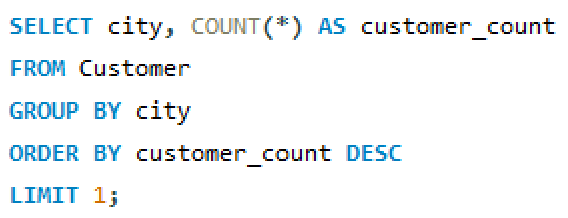 SELECT city, COUNT(*) AS customer_count
FROM Customer
GROUP BY city
ORDER BY customer_count DESC
LIMIT 1;